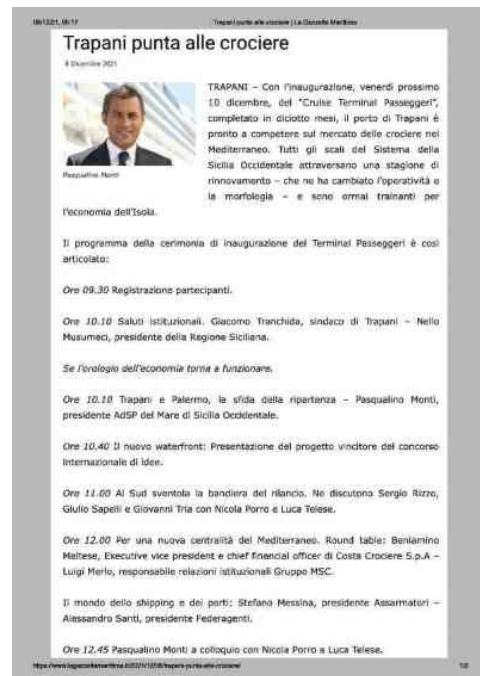 Trapani punta alle crociere | La Gazzetta Marittima
Trapani punta alle crociere
8 Dicembre 2021
TRAPANI – Con l'inaugurazione, venerdì prossimo
10 dicembre, del "Cruise Terminal Passeggeri",
completato in diciotto mesi, il porto di Trapani è
pronto a competere sul mercato delle crociere nel
Mediterraneo. Tutti gli scali del Sistema della
Sicilia Occidentale attraversano una stagione di
Pasqualino Monti
rinnovamento – che ne ha cambiato l'operatività e
la morfologia – e sono ormai trainanti per
l'economia dell'Isola.
Il programma della cerimonia di inaugurazione del Terminal Passeggeri è così
articolato:
Ore 09.30 Registrazione partecipanti.
Ore 10.10 Saluti istituzionali. Giacomo Tranchida, sindaco di Trapani – Nello
Musumeci, presidente della Regione Siciliana.
Se l'orologio dell'economia torna a funzionare.
Ore 10.10 Trapani e Palermo, la sfida della ripartenza – Pasqualino Monti,
presidente AdSP del Mare di Sicilia Occidentale.
Ore 10.40 Il nuovo waterfront: Presentazione del progetto vincitore del concorso
Internazionale di idee.
Ore 11.00 Al Sud sventola la bandiera del rilancio. Ne discutono Sergio Rizzo,
Giulio Sapelli e Giovanni Tria con Nicola Porro e Luca Telese.
Ore 12.00 Per una nuova centralità del Mediterraneo. Round table: Beniamino
Maltese, Executive vice president e chief financial officer di Costa Crociere S.p.A –
Luigi Merlo, responsabile relazioni istituzionali Gruppo MSC.
Il mondo dello shipping e dei porti: Stefano Messina, presidente Assarmatori –
Alessandro Santi, presidente Federagenti.
Ore 12.45 Pasqualino Monti a colloquio con Nicola Porro e Luca Telese.